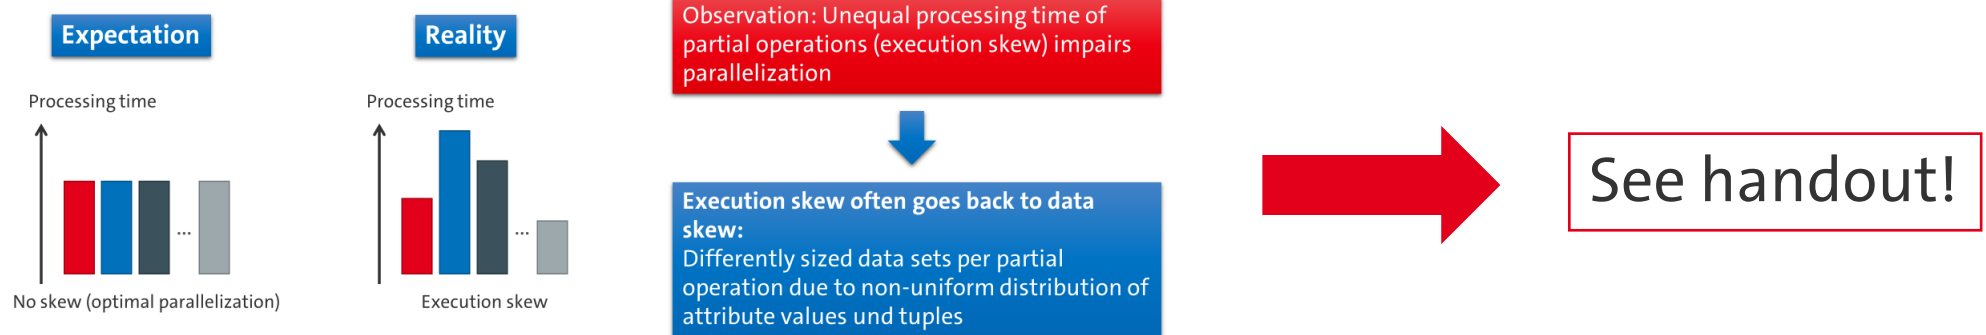 Expectation
Processing time
...
No skew (optimal parallelization)
Reality
Processing time
...
Execution skew
Observation: Unequal processing time of
partial operations (execution skew) impairs
parallelization
Execution skew often goes back to data
skew:
Differently sized data sets per partial
operation due to non-uniform distribution of
attribute values und tuples
See handout!